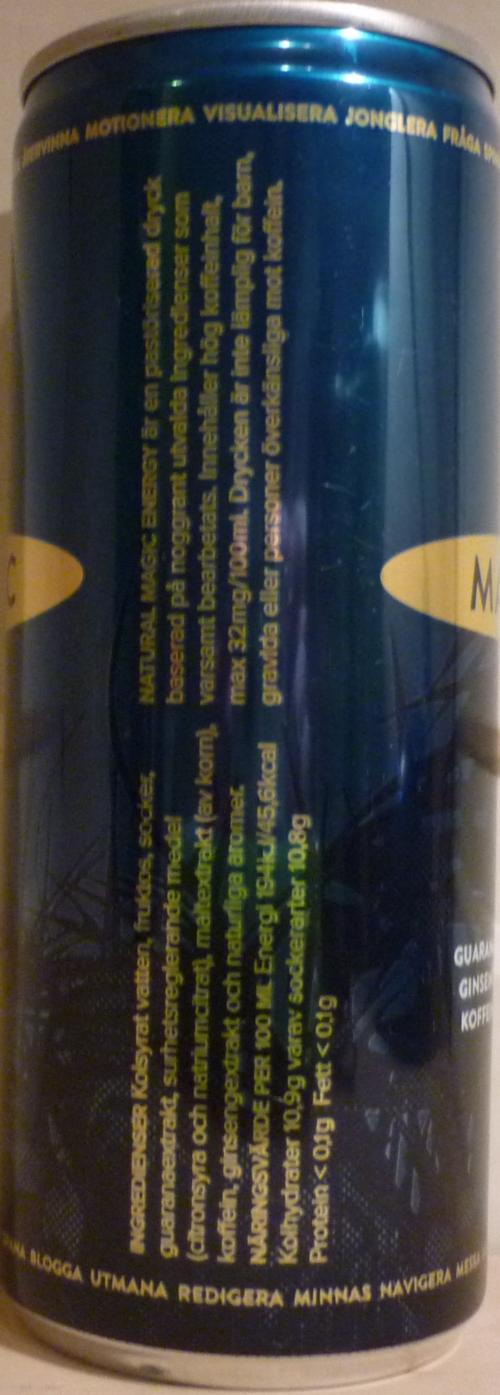 ÅTERVINNA MOTIONERA VISUALISERA JONGLERA FRÅGA
NATURAL MAGIC ENERGY är en pastöriserad dryck
baserad på noggrant utvalda ingredienser som
varsamt bearbetats. Innehåller hög koffeinhalt,
max 32mg/100ml. Drycken är inte lämplig för barn,
gravida eller personer överkänsliga mot koffein.
INGREDIENSER Kolsyrat vatten, fruktos, socker,
guaranaextrakt, surhetsreglerande medel
(citronsyra och natriumcitrat), maltextrakt (av korn),
koffein, ginsengextrakt och naturliga aromer.
NÄRINGSVÄRDE PER 100 ML Energi 194kJ/45,6kcal
Kolhydrater 10,9g varav sockerarter 10,8g
Protein < 0,1g Fett < 0,1g
C
MA
GUARAN
GINSEN
KOFFE
BLOGGA UTMANA REDIGERA MINNAS NAVIGERA